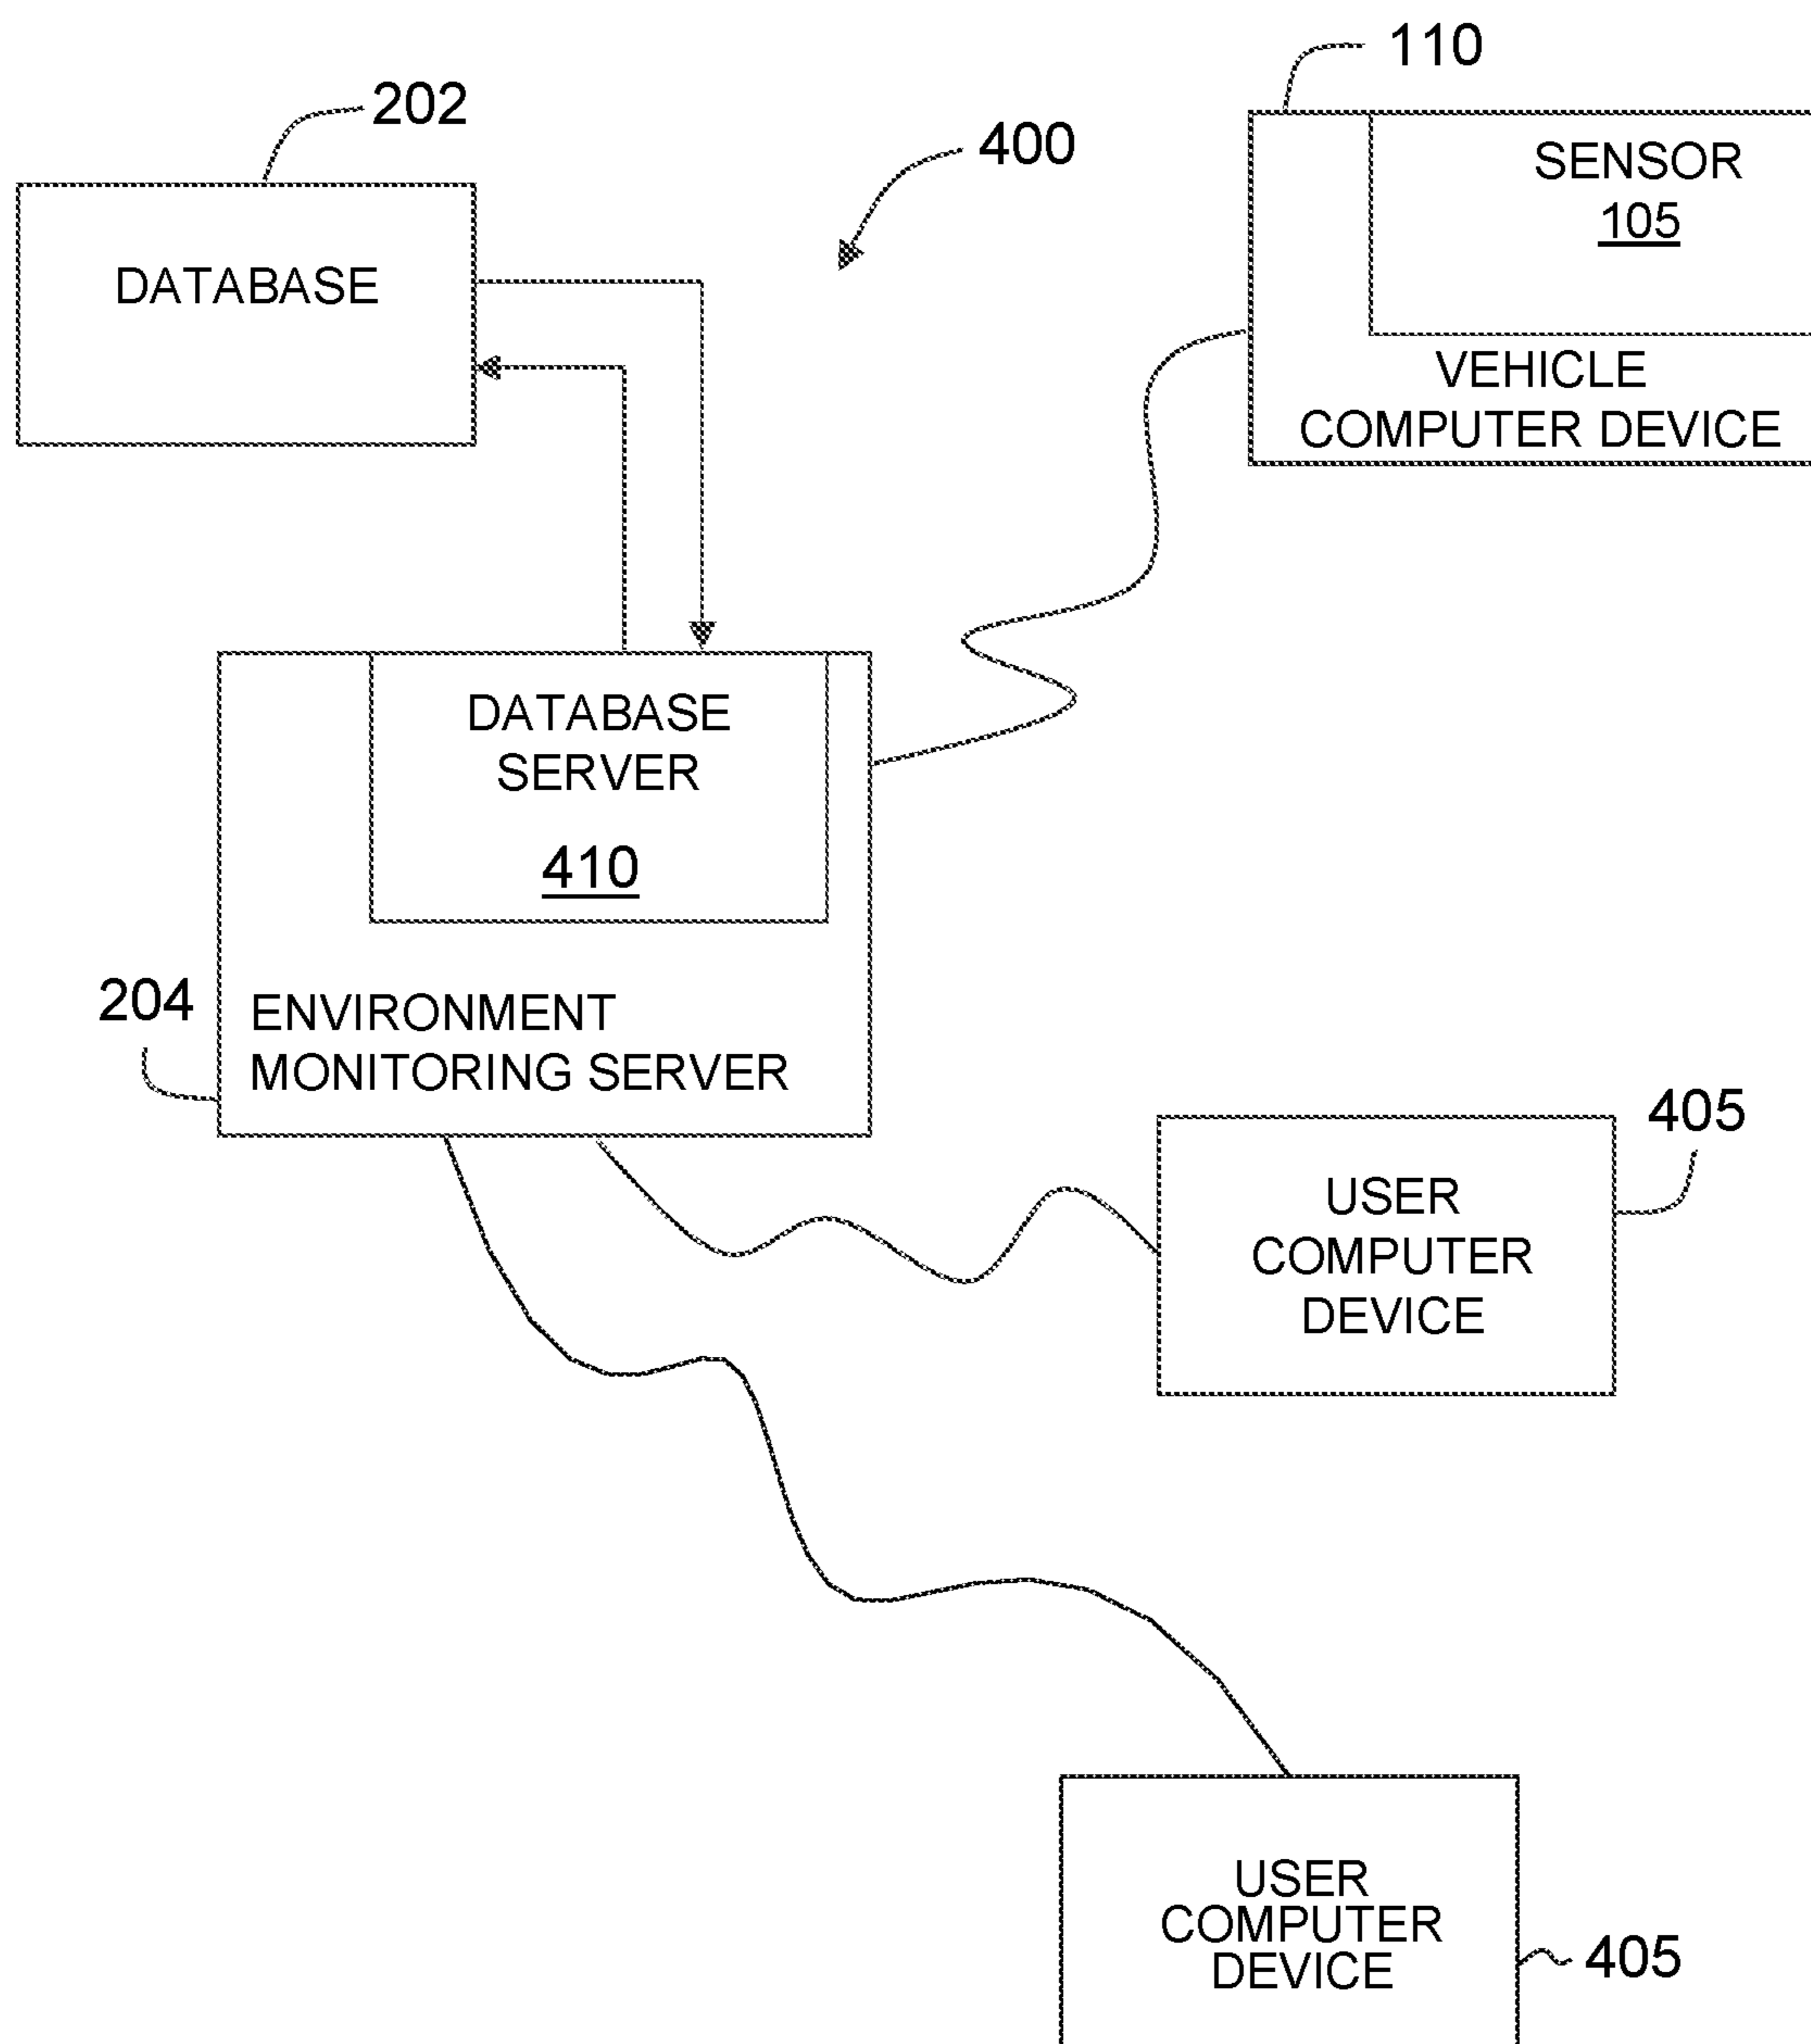 110
202
400
SENSOR
105
DATABASE
VEHICLE
COMPUTER DEVICE
DATABASE
SERVER
410
204
ENVIRONMENT
MONITORING SERVER
405
USER
COMPUTER
DEVICE
USER
COMPUTER
DEVICE
405